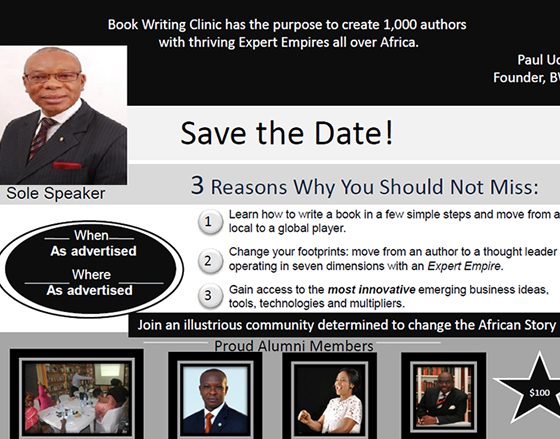 Book Writing Clinic has the purpose to create 1,000 authors
with thriving Expert Empires all over Africa.
Paul
Founder,
Sole Speaker
Save the Date!
3 Reasons Why You Should Not Miss:
1 Learn how to write a book in a few simple steps and move from a
local to a global player.
2 Change your footprints: move from an author to a thought leader
operating in seven dimensions with an Expert Empire.
3 Gain access to the most innovative emerging business ideas,
tools, technologies and multipliers.
When
As advertised
Where
As advertised
Join an illustrious community determined to change the African Story
Proud Alumni Members
$100